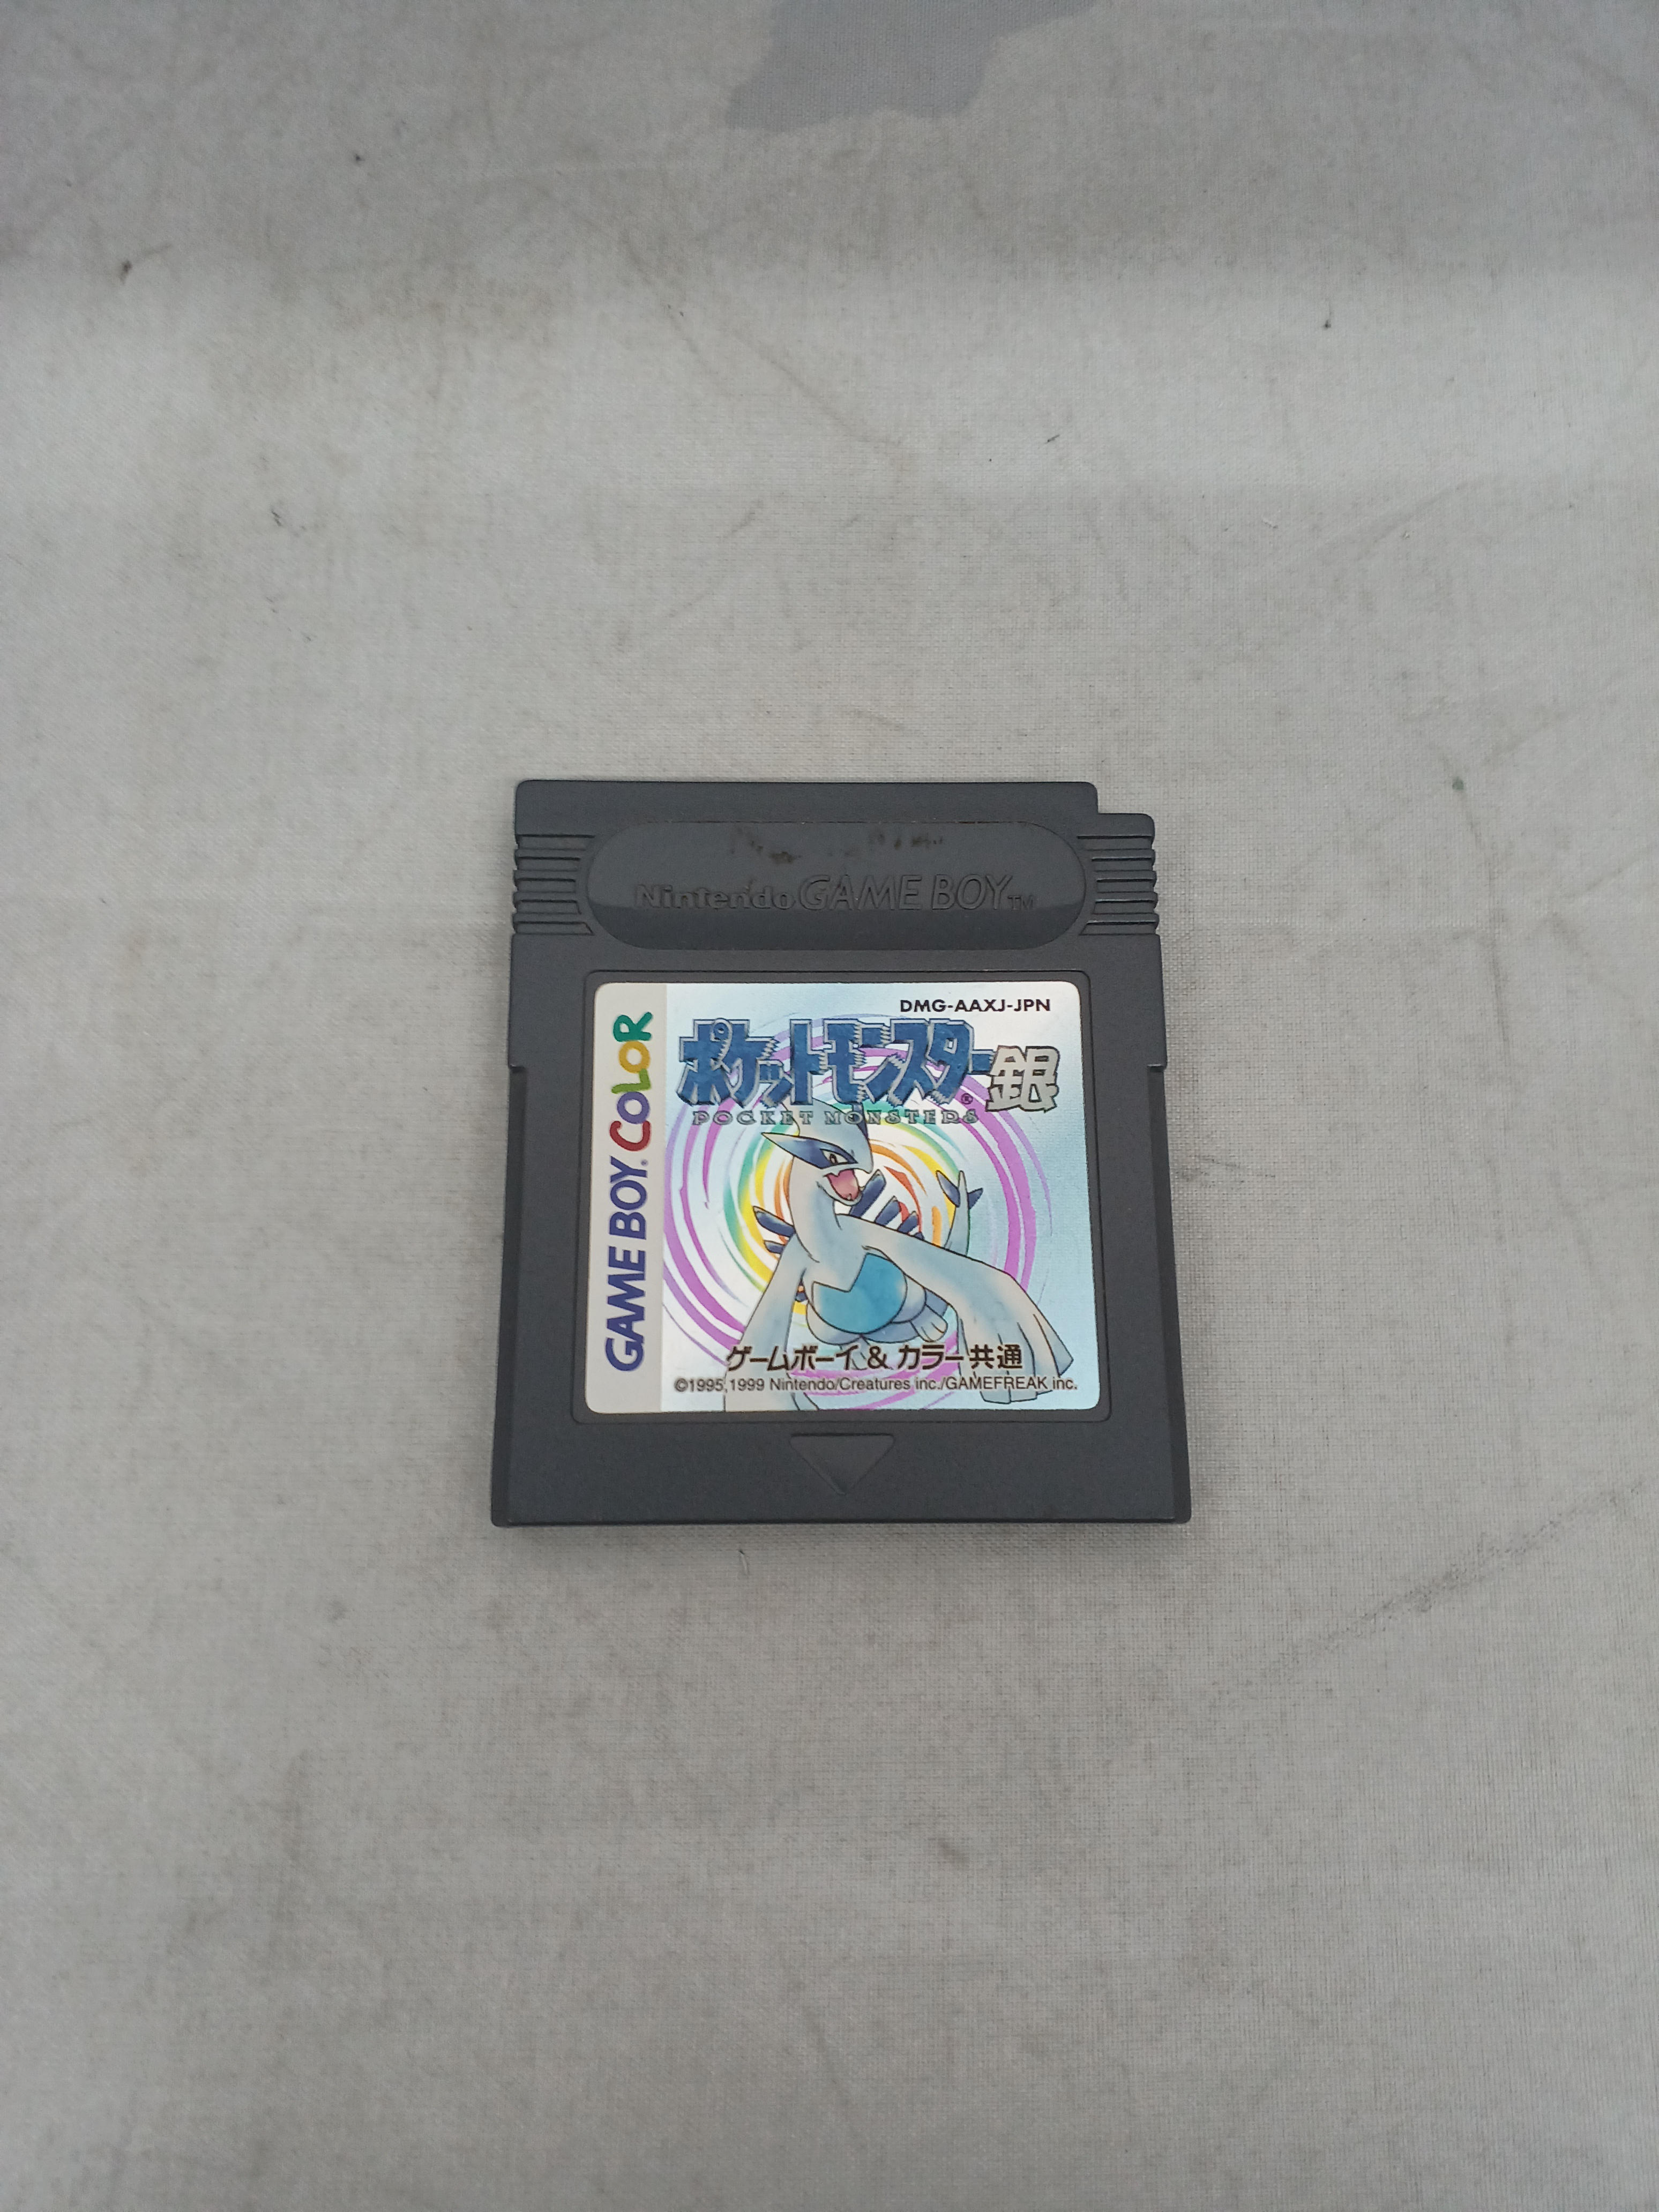 Nintendo GAME BOY™
DMG-AAXJ-JPN
ポケットモンスター®銀
POCKET MONSTERS
GAME BOY® COLOR
ゲームボーイ & カラー共通
©1995,1999 Nintendo/Creatures inc./GAMEFREAK inc.